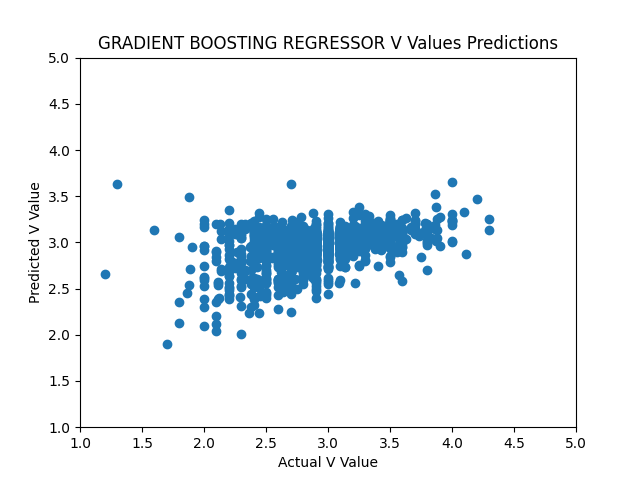 GRADIENT BOOSTING REGRESSOR V Values Predictions
5.0
4.5
4.0
3.5
3.0
2.5
2.0
1.5
1.0
Predicted V Value
1.0 1.5 2.0 2.5 3.0 3.5 4.0 4.5 5.0
Actual V Value